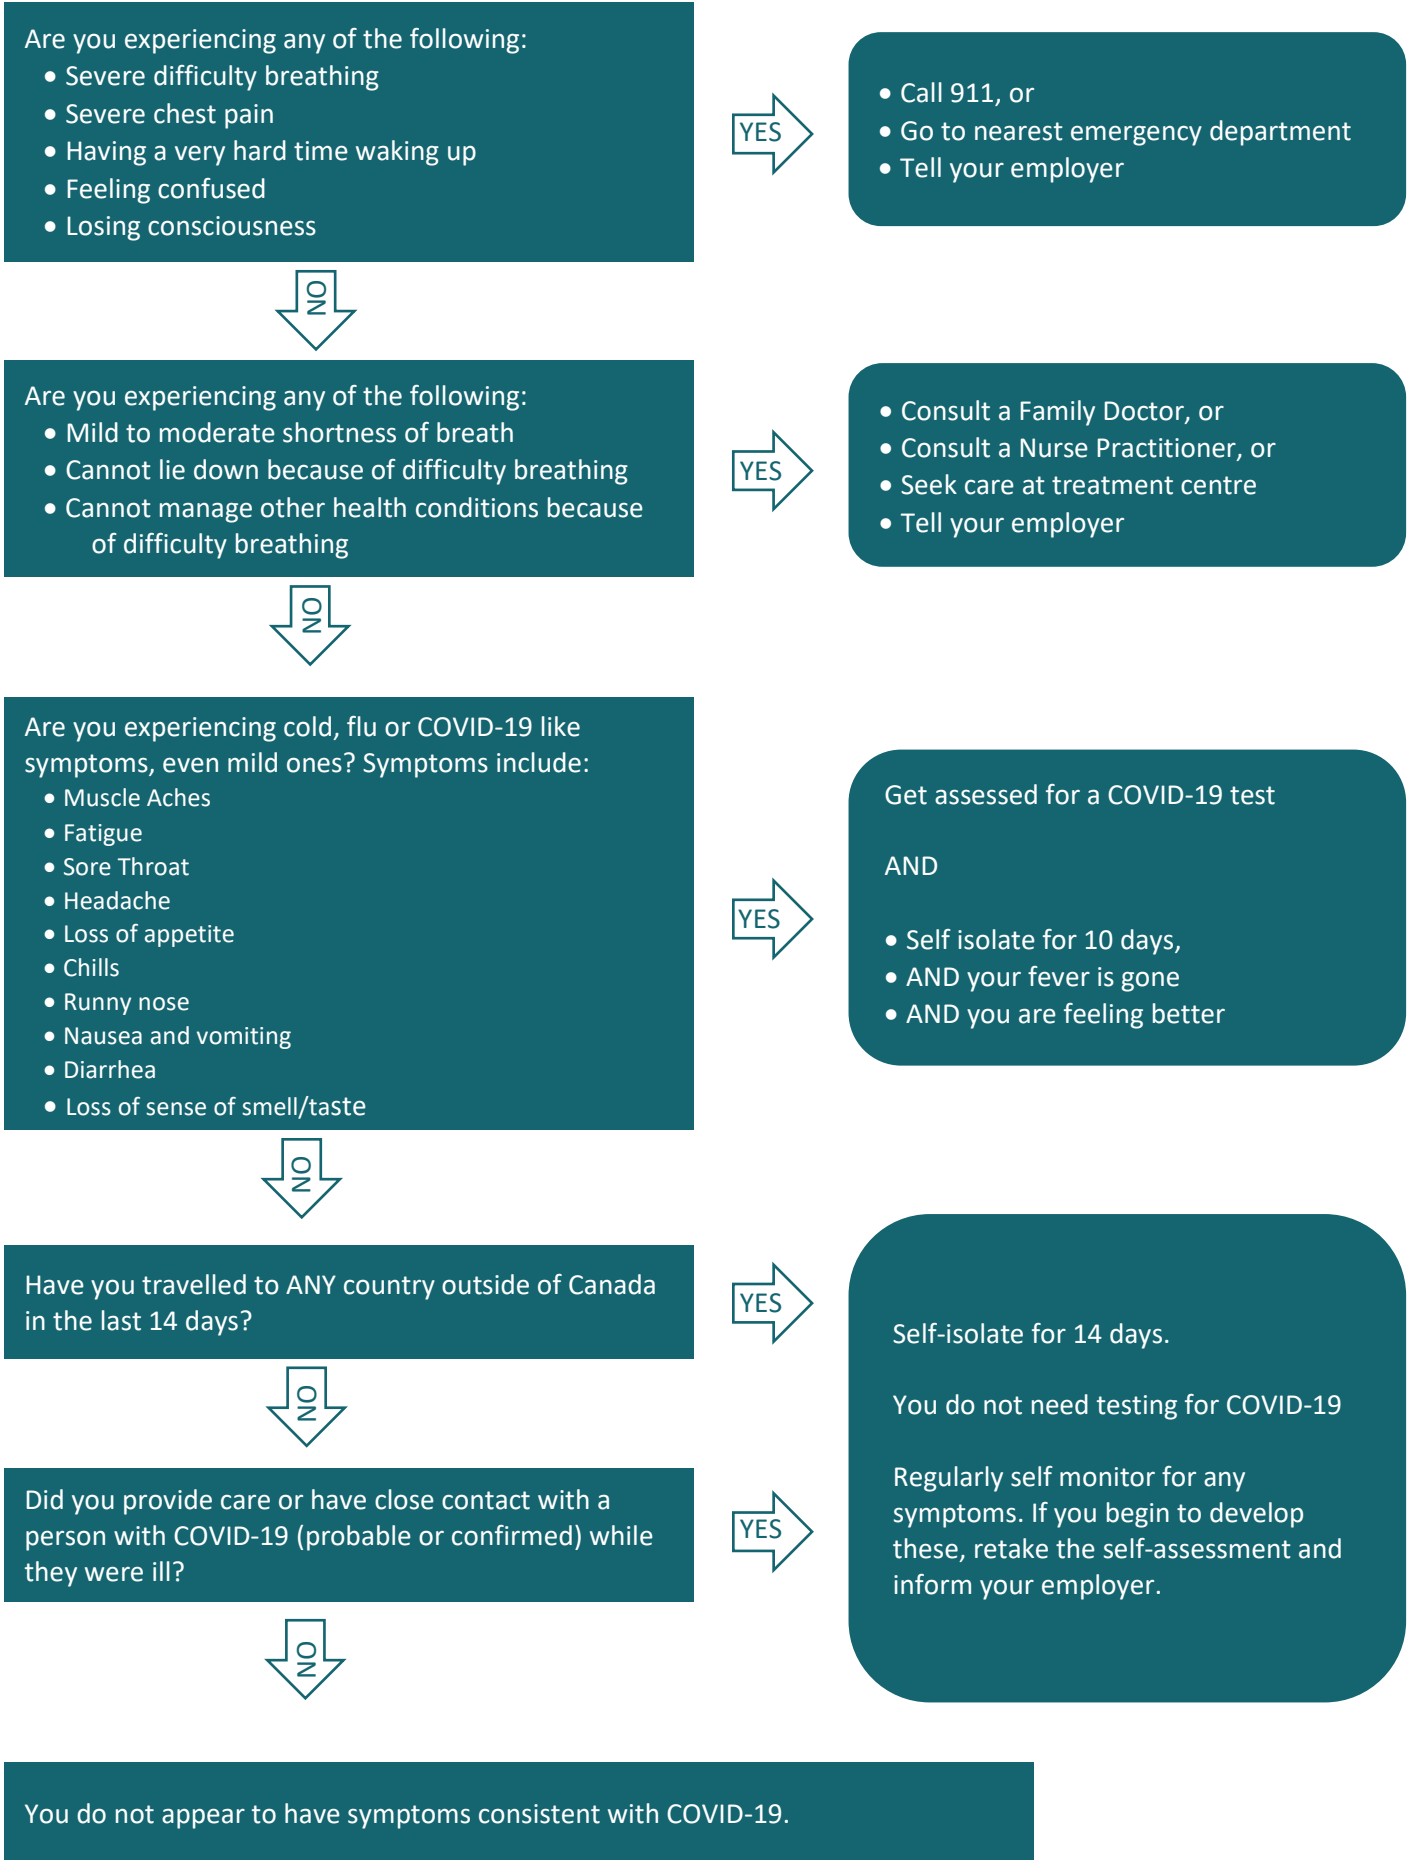 Are you experiencing any of the following:
• Severe difficulty breathing
• Severe chest pain
• Having a very hard time waking up
• Feeling confused
• Losing consciousness
YES
• Call 911, or
• Go to nearest emergency department
• Tell your employer
NO
Are you experiencing any of the following:
• Mild to moderate shortness of breath
• Cannot lie down because of difficulty breathing
• Cannot manage other health conditions because
of difficulty breathing
YES
• Consult a Family Doctor, or
• Consult a Nurse Practitioner, or
• Seek care at treatment centre
• Tell your employer
NO
Are you experiencing cold, flu or COVID-19 like
symptoms, even mild ones? Symptoms include:
• Muscle Aches
• Fatigue
• Sore Throat
• Headache
• Loss of appetite
• Chills
• Runny nose
• Nausea and vomiting
• Diarrhea
• Loss of sense of smell/taste
YES
Get assessed for a COVID-19 test
AND
• Self isolate for 10 days,
• AND your fever is gone
• AND you are feeling better
NO
Have you travelled to ANY country outside of Canada
in the last 14 days?
YES
NO
Did you provide care or have close contact with a
person with COVID-19 (probable or confirmed) while
they were ill?
YES
Self-isolate for 14 days.
You do not need testing for COVID-19
Regularly self monitor for any
symptoms. If you begin to develop
these, retake the self-assessment and
inform your employer.
NO
You do not appear to have symptoms consistent with COVID-19.